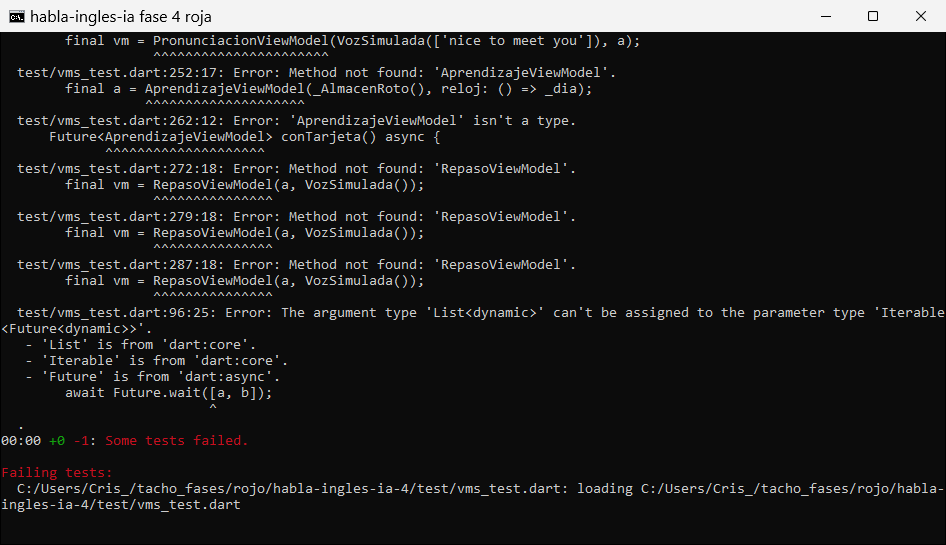 habla-ingles-ia fase 4 roja
final vm = PronunciacionViewModel(VozSimulada(['nice to meet you']), a);
^^^^^^^^^^^^^^^^^^^^^^
test/vms_test.dart:252:17: Error: Method not found: 'AprendizajeViewModel'.
final a = AprendizajeViewModel(_AlmacenRoto(), reloj: () => _dia);
^^^^^^^^^^^^^^^^^^^^
test/vms_test.dart:262:12: Error: 'AprendizajeViewModel' isn't a type.
Future<AprendizajeViewModel> conTarjeta() async {
^^^^^^^^^^^^^^^^^^^^
test/vms_test.dart:272:18: Error: Method not found: 'RepasoViewModel'.
final vm = RepasoViewModel(a, VozSimulada());
^^^^^^^^^^^^^^^
test/vms_test.dart:279:18: Error: Method not found: 'RepasoViewModel'.
final vm = RepasoViewModel(a, VozSimulada());
^^^^^^^^^^^^^^^
test/vms_test.dart:287:18: Error: Method not found: 'RepasoViewModel'.
final vm = RepasoViewModel(a, VozSimulada());
^^^^^^^^^^^^^^^
test/vms_test.dart:96:25: Error: The argument type 'List<dynamic>' can't be assigned to the parameter type 'Iterable
<Future<dynamic>>'.
- 'List' is from 'dart:core'.
- 'Iterable' is from 'dart:core'.
- 'Future' is from 'dart:async'.
await Future.wait([a, b]);
^
.
00:00 +0 -1: Some tests failed.
Failing tests:
C:/Users/Cris_/tacho_fases/rojo/habla-ingles-ia-4/test/vms_test.dart: loading C:/Users/Cris_/tacho_fases/rojo/habla-
ingles-ia-4/test/vms_test.dart